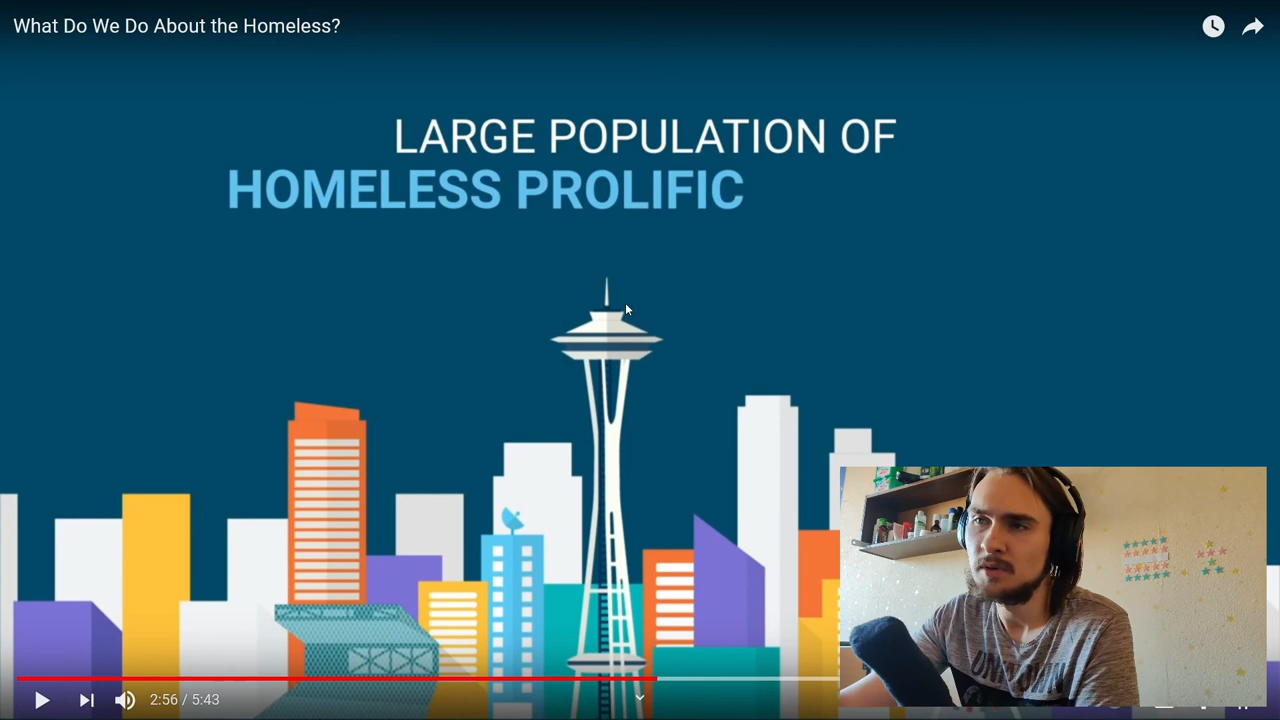 What Do We Do About the Homeless?
LARGE POPULATION OF
HOMELESS PROLIFIC
2:56 / 5:43